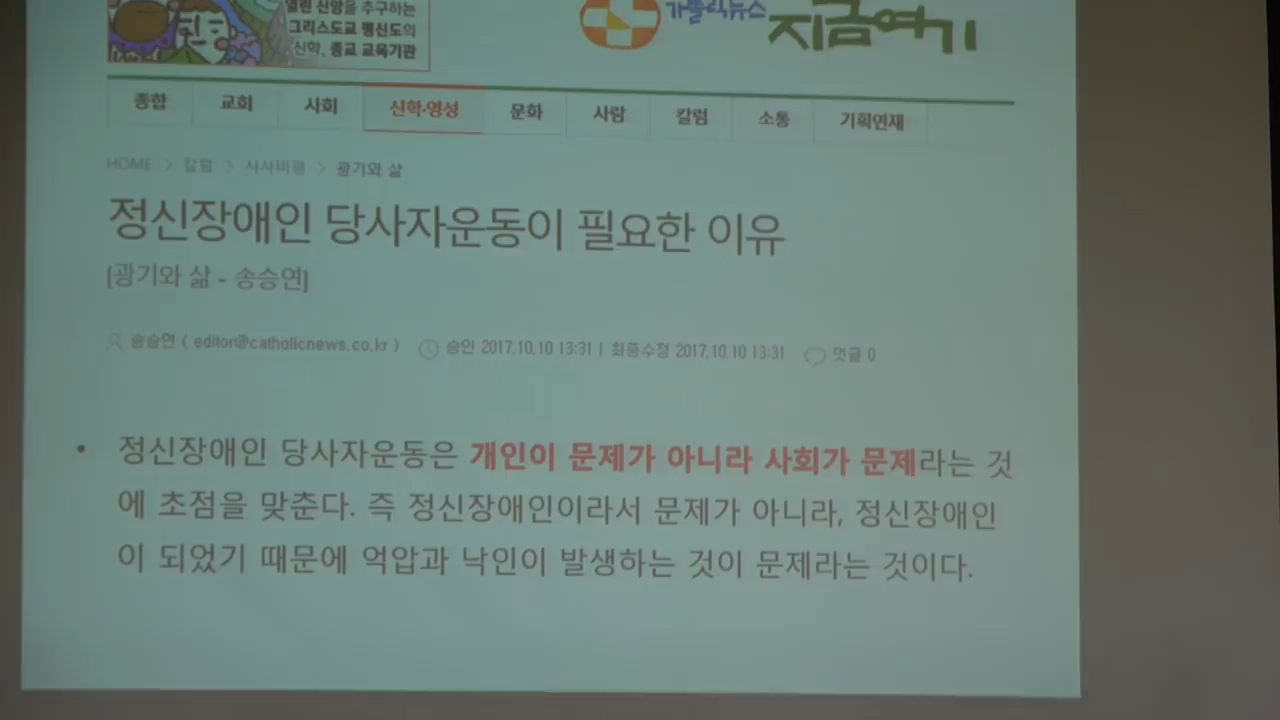 열린 신앙을 추구하는
그리스도교 평신도의
신학, 종교 교육기관
가톨릭뉴스 지금여기
종합 교회 사회 신학·영성 문화 사람 칼럼 소통 기획연재
HOME > 칼럼 > 시사비평 > 광기와 삶
정신장애인 당사자운동이 필요한 이유
[광기와 삶 - 송승연]
송승연 ( editor@catholicnews.co.kr ) 승인 2017.10.10 13:31 | 최종수정 2017.10.10 13:31 댓글 0
• 정신장애인 당사자운동은 개인이 문제가 아니라 사회가 문제라는 것
에 초점을 맞춘다. 즉 정신장애인이라서 문제가 아니라, 정신장애인
이 되었기 때문에 억압과 낙인이 발생하는 것이 문제라는 것이다.